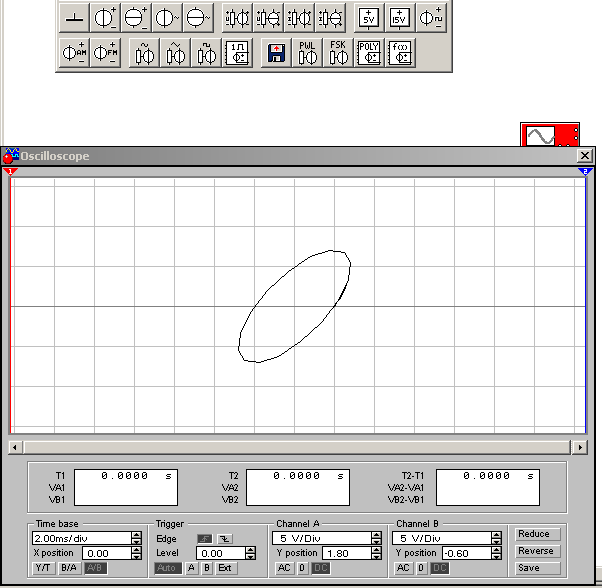 5V 15V
AM FM 1 PWL FSK POLY f(x)
Oscilloscope
1 2
T1 0.0000 s T2 0.0000 s T2-T1 0.0000 s
VA1 VA2 VA2-VA1
VB1 VB2 VB2-VB1
Time base Trigger Channel A Channel B
2.00ms/div Edge 5 V/Div 5 V/Div Reduce
X position 0.00 Level 0.00 Y position 1.80 Y position -0.60 Reverse
Y/T B/A A/B Auto A B Ext AC 0 DC AC 0 DC Save